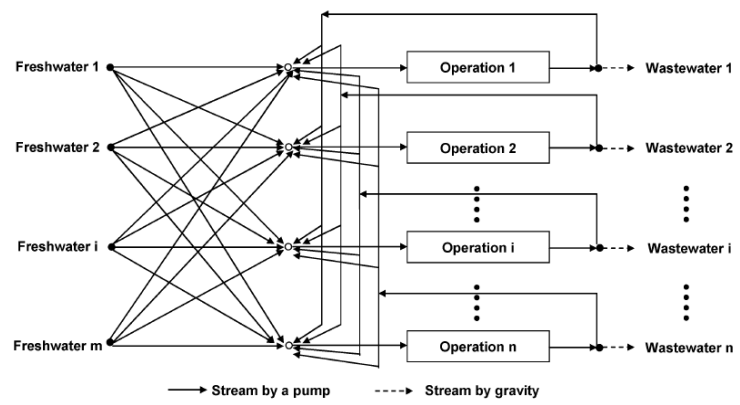 Freshwater 1
Operation 1
Wastewater 1
Freshwater 2
Operation 2
Wastewater 2
Freshwater i
Operation i
Wastewater i
Freshwater m
Operation n
Wastewater n
Stream by a pump
Stream by gravity